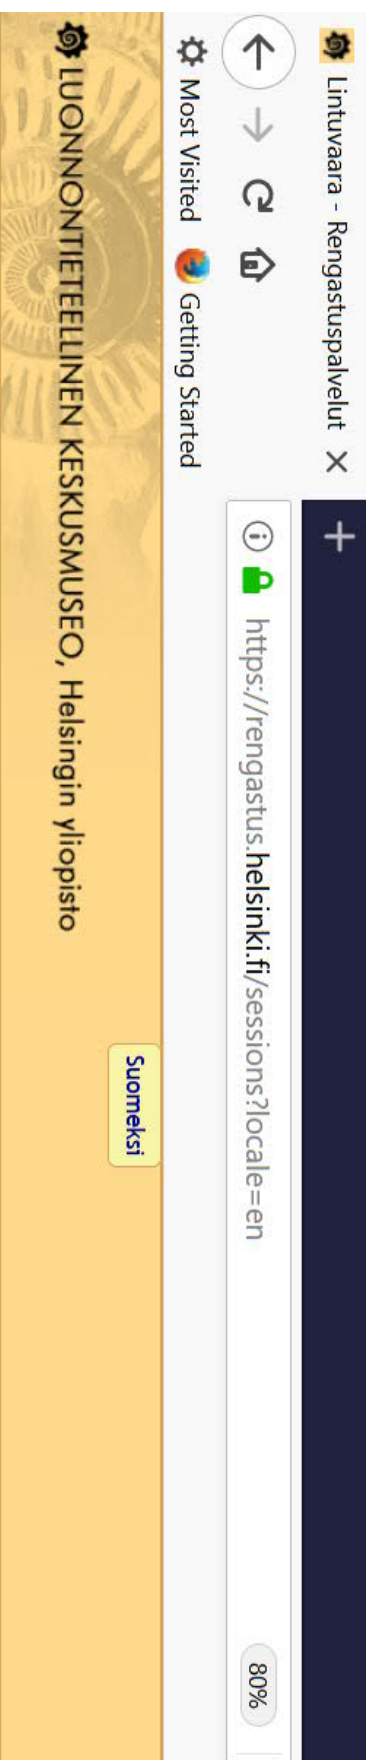 Lintuvaara - Rengastuspalvelut
https://rengastus.helsinki.fi/sessions?locale=en
80%
Most Visited
Getting Started
Suomeksi
LUONNONTIETEELLINEN KESKUSMUSEO, Helsingin yliopisto